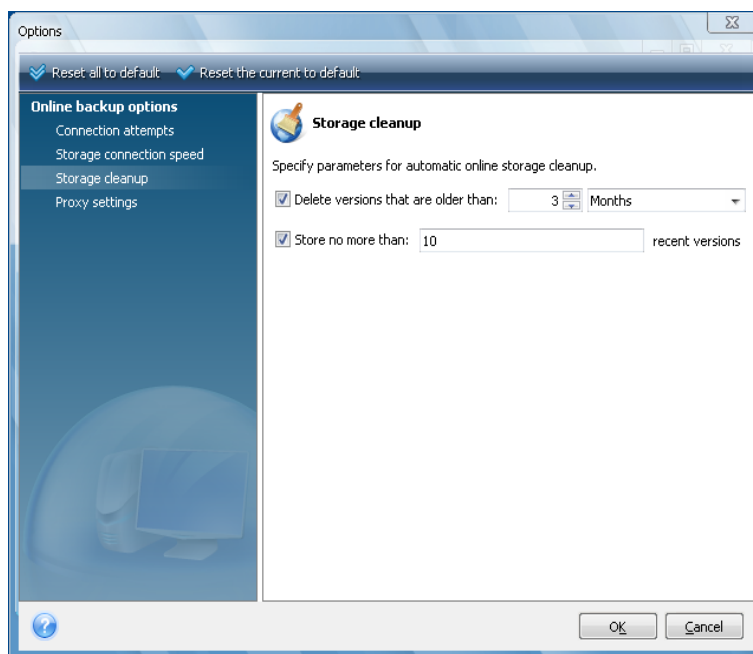 Options
Reset all to default Reset the current to default
Online backup options
Connection attempts
Storage connection speed
Storage cleanup
Proxy settings
Storage cleanup
Specify parameters for automatic online storage cleanup.
Delete versions that are older than: 3 Months
Store no more than: 10 recent versions
?
OK Cancel